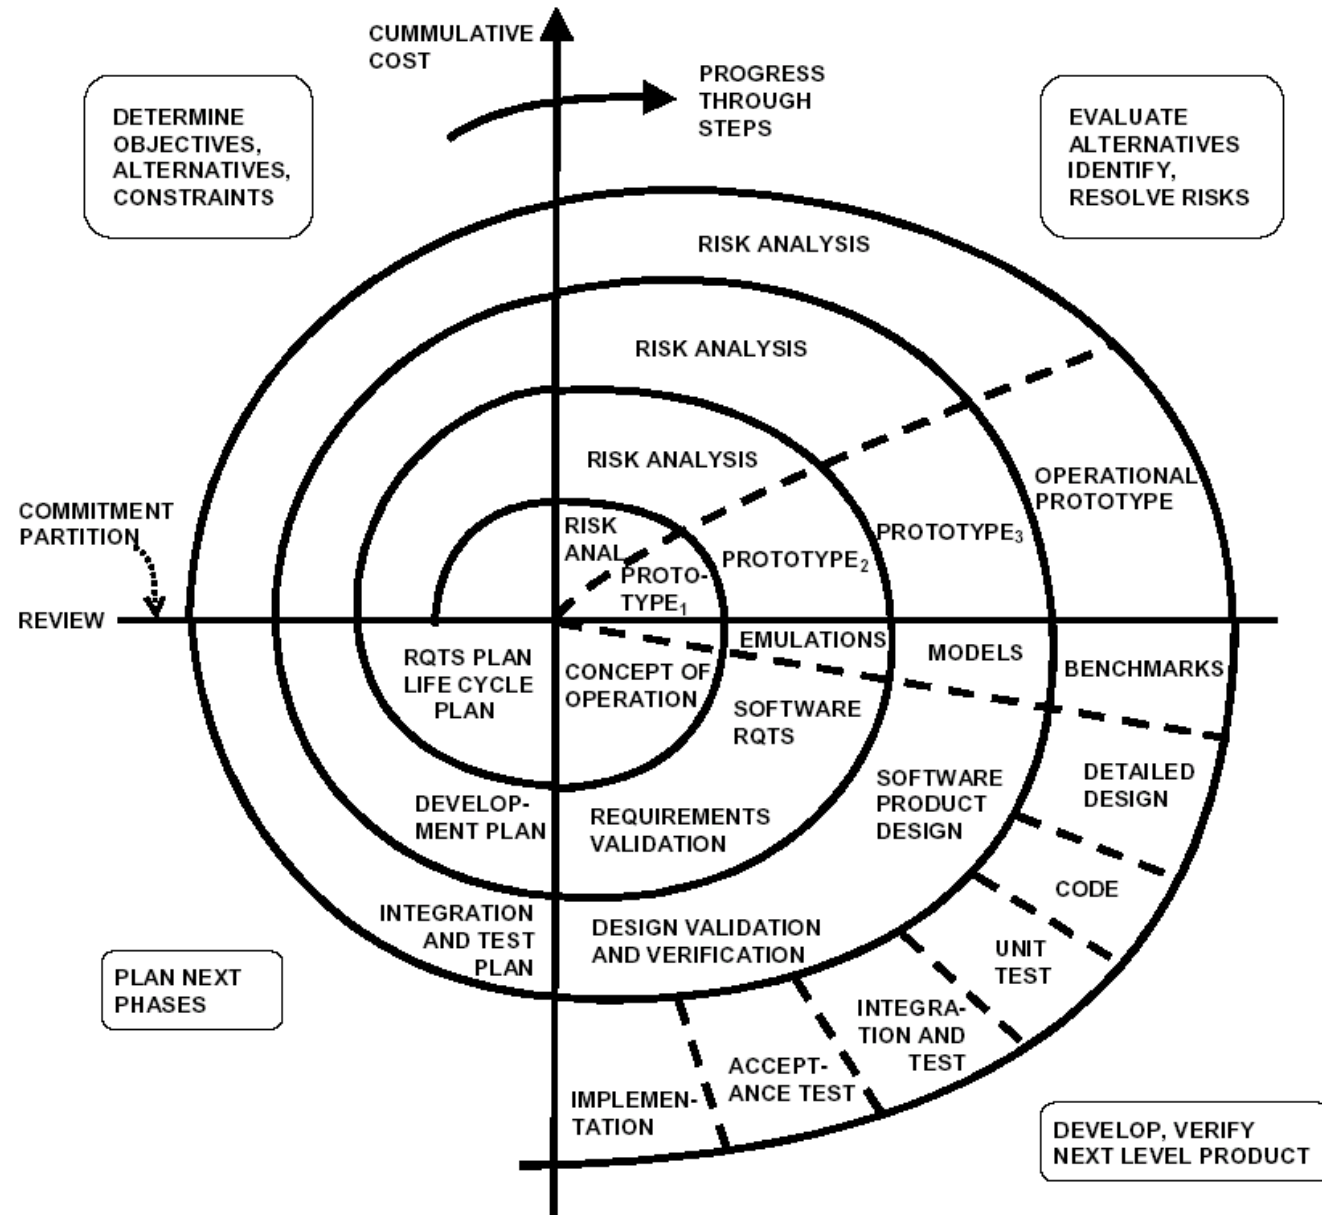 CUMMULATIVE
COST
PROGRESS
THROUGH
STEPS
DETERMINE
OBJECTIVES,
ALTERNATIVES,
CONSTRAINTS
EVALUATE
ALTERNATIVES
IDENTIFY,
RESOLVE RISKS
RISK ANALYSIS
RISK ANALYSIS
RISK ANALYSIS
RISK
ANAL.
OPERATIONAL
PROTOTYPE
PROTOTYPE3
PROTOTYPE2
PROTO-
TYPE1
COMMITMENT
PARTITION
REVIEW
EMULATIONS
MODELS
BENCHMARKS
RQTS PLAN
LIFE CYCLE
PLAN
CONCEPT OF
OPERATION
SOFTWARE
RQTS
SOFTWARE
PRODUCT
DESIGN
DETAILED
DESIGN
DEVELOP-
MENT PLAN
REQUIREMENTS
VALIDATION
CODE
INTEGRATION
AND TEST
PLAN
DESIGN VALIDATION
AND VERIFICATION
UNIT
TEST
PLAN NEXT
PHASES
INTEGRA-
TION AND
TEST
ACCEPT-
ANCE TEST
IMPLEMEN-
TATION
DEVELOP, VERIFY
NEXT LEVEL PRODUCT